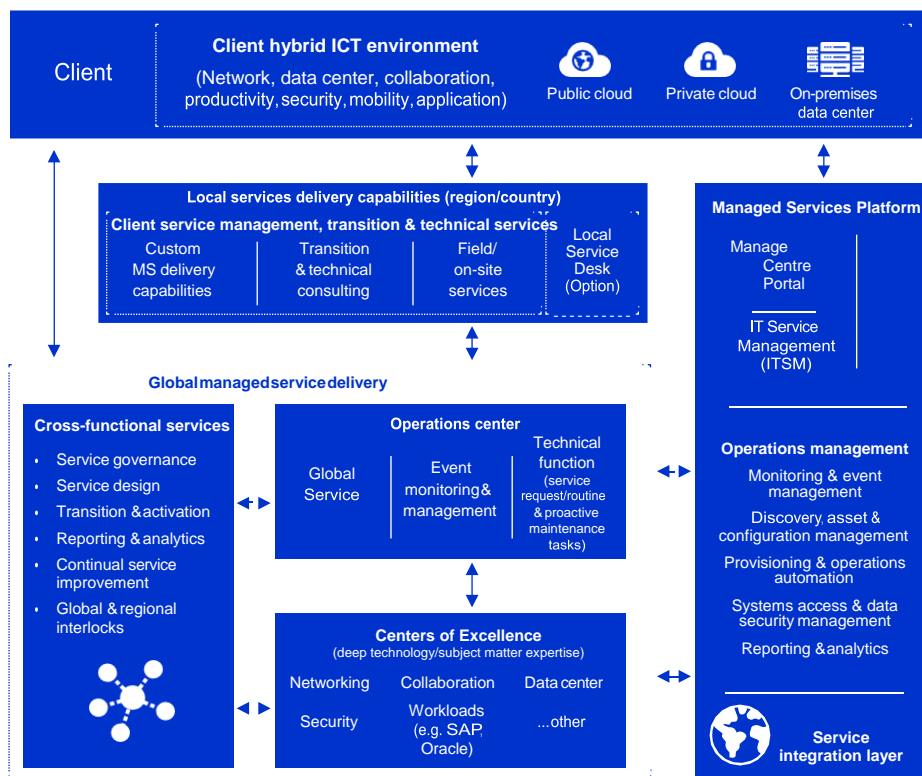 Client
Client hybrid ICT environment
(Network, data center, collaboration,
productivity, security, mobility, application)
Public cloud
Private cloud
On-premises
data center
Local services delivery capabilities (region/country)
Client service management, transition & technical services
Custom
MS delivery
capabilities
Transition
& technical
consulting
Field/
on-site
services
Local
Service
Desk
(Option)
Managed Services Platform
Manage
Centre
Portal
IT Service
Management
(ITSM)
Global managed service delivery
Cross-functional services
• Service governance
• Service design
• Transition & activation
• Reporting & analytics
• Continual service
improvement
• Global & regional
interlocks
Operations center
Global
Service
Event
monitoring &
management
Technical
function
(service
request/routine
& proactive
maintenance
tasks)
Centers of Excellence
(deep technology/subject matter expertise)
Networking
Collaboration
Data center
Security
Workloads
(e.g. SAP,
Oracle)
...other
Operations management
Monitoring & event
management
Discovery, asset &
configuration management
Provisioning & operations
automation
Systems access & data
security management
Reporting & analytics
Service
integration layer